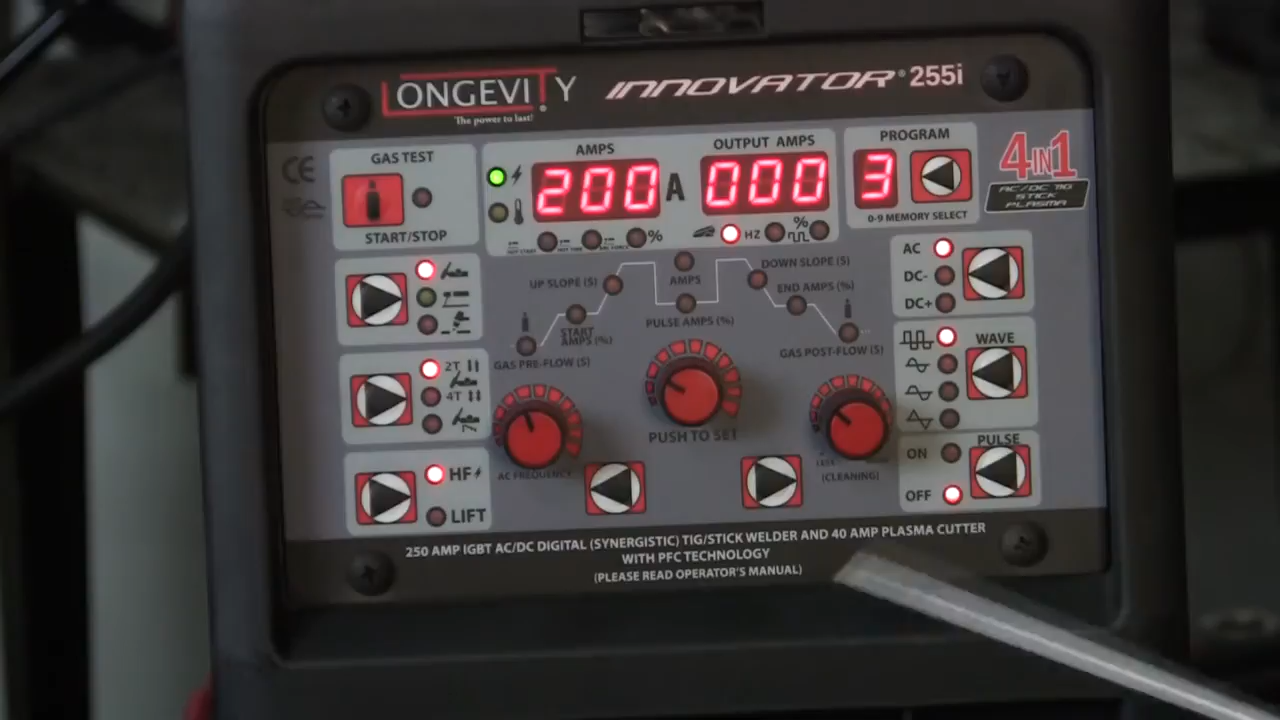 LONGEVITY
The power to last!
INNOVATOR® 255i
4 IN 1
AC/DC TIG
STICK
PLASMA
CE
GAS TEST
START/STOP
AMPS
200 A
OUTPUT AMPS
000
PROGRAM
3
0-9 MEMORY SELECT
%
HZ
%
UP SLOPE (S)
START
AMPS (%)
GAS PRE-FLOW (S)
AMPS
PULSE AMPS (%)
DOWN SLOPE (S)
END AMPS (%)
GAS POST-FLOW (S)
AC
DC-
DC+
WAVE
PULSE
ON
OFF
2T
4T
HF
LIFT
AC FREQUENCY
PUSH TO SET
(CLEANING)
250 AMP IGBT AC/DC DIGITAL (SYNERGISTIC) TIG/STICK WELDER AND 40 AMP PLASMA CUTTER
WITH PFC TECHNOLOGY
(PLEASE READ OPERATOR'S MANUAL)